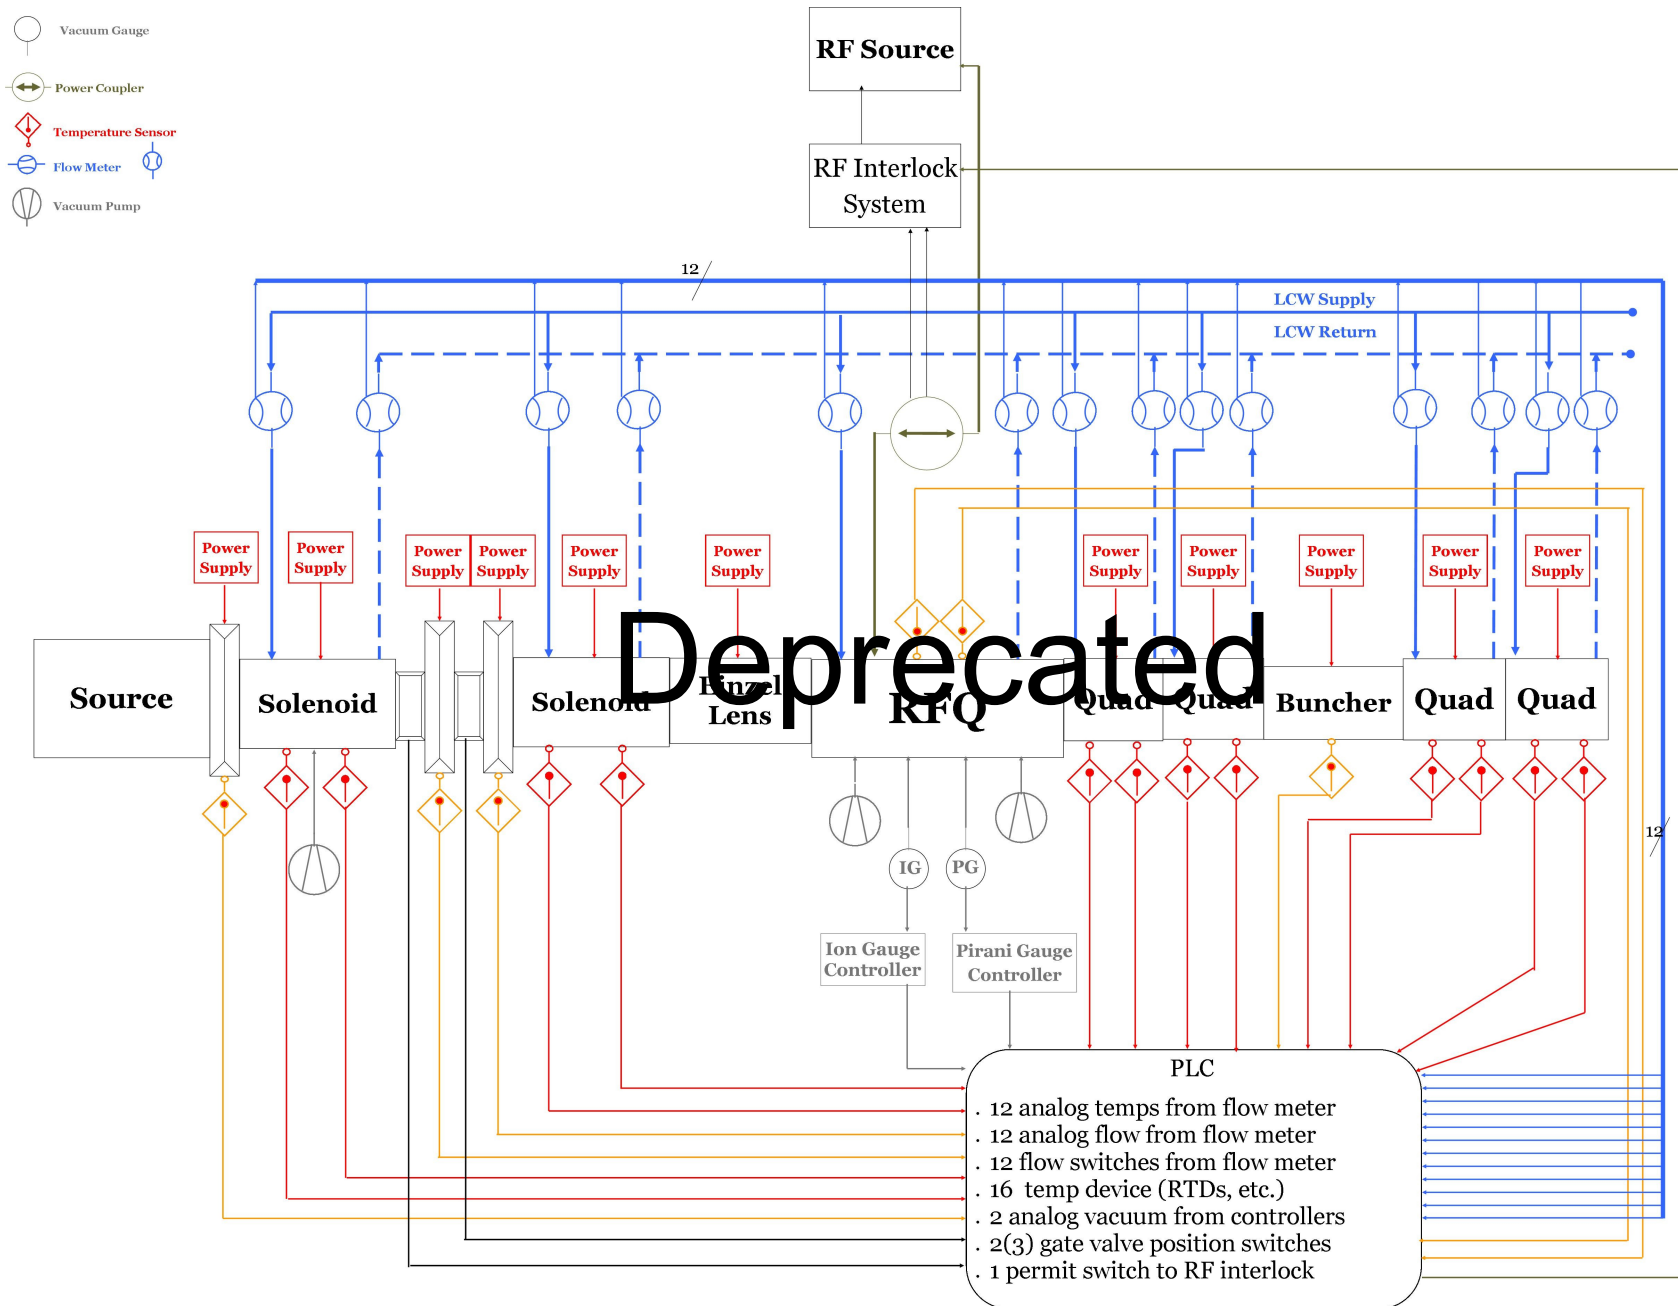 Vacuum Gauge
Power Coupler
Temperature Sensor
Flow Meter
Vacuum Pump
RF Source
RF Interlock
System
12
LCW Supply
LCW Return
Power
Supply
Power
Supply
Power
Supply
Power
Supply
Power
Supply
Power
Supply
Power
Supply
Power
Supply
Power
Supply
Power
Supply
Power
Supply
Deprecated
Source
Solenoid
Solenoid
Einzel
Lens
RFQ
Quad
Quad
Buncher
Quad
Quad
12
IG
PG
Ion Gauge
Controller
Pirani Gauge
Controller
PLC
. 12 analog temps from flow meter
. 12 analog flow from flow meter
. 12 flow switches from flow meter
. 16 temp device (RTDs, etc.)
. 2 analog vacuum from controllers
. 2(3) gate valve position switches
. 1 permit switch to RF interlock